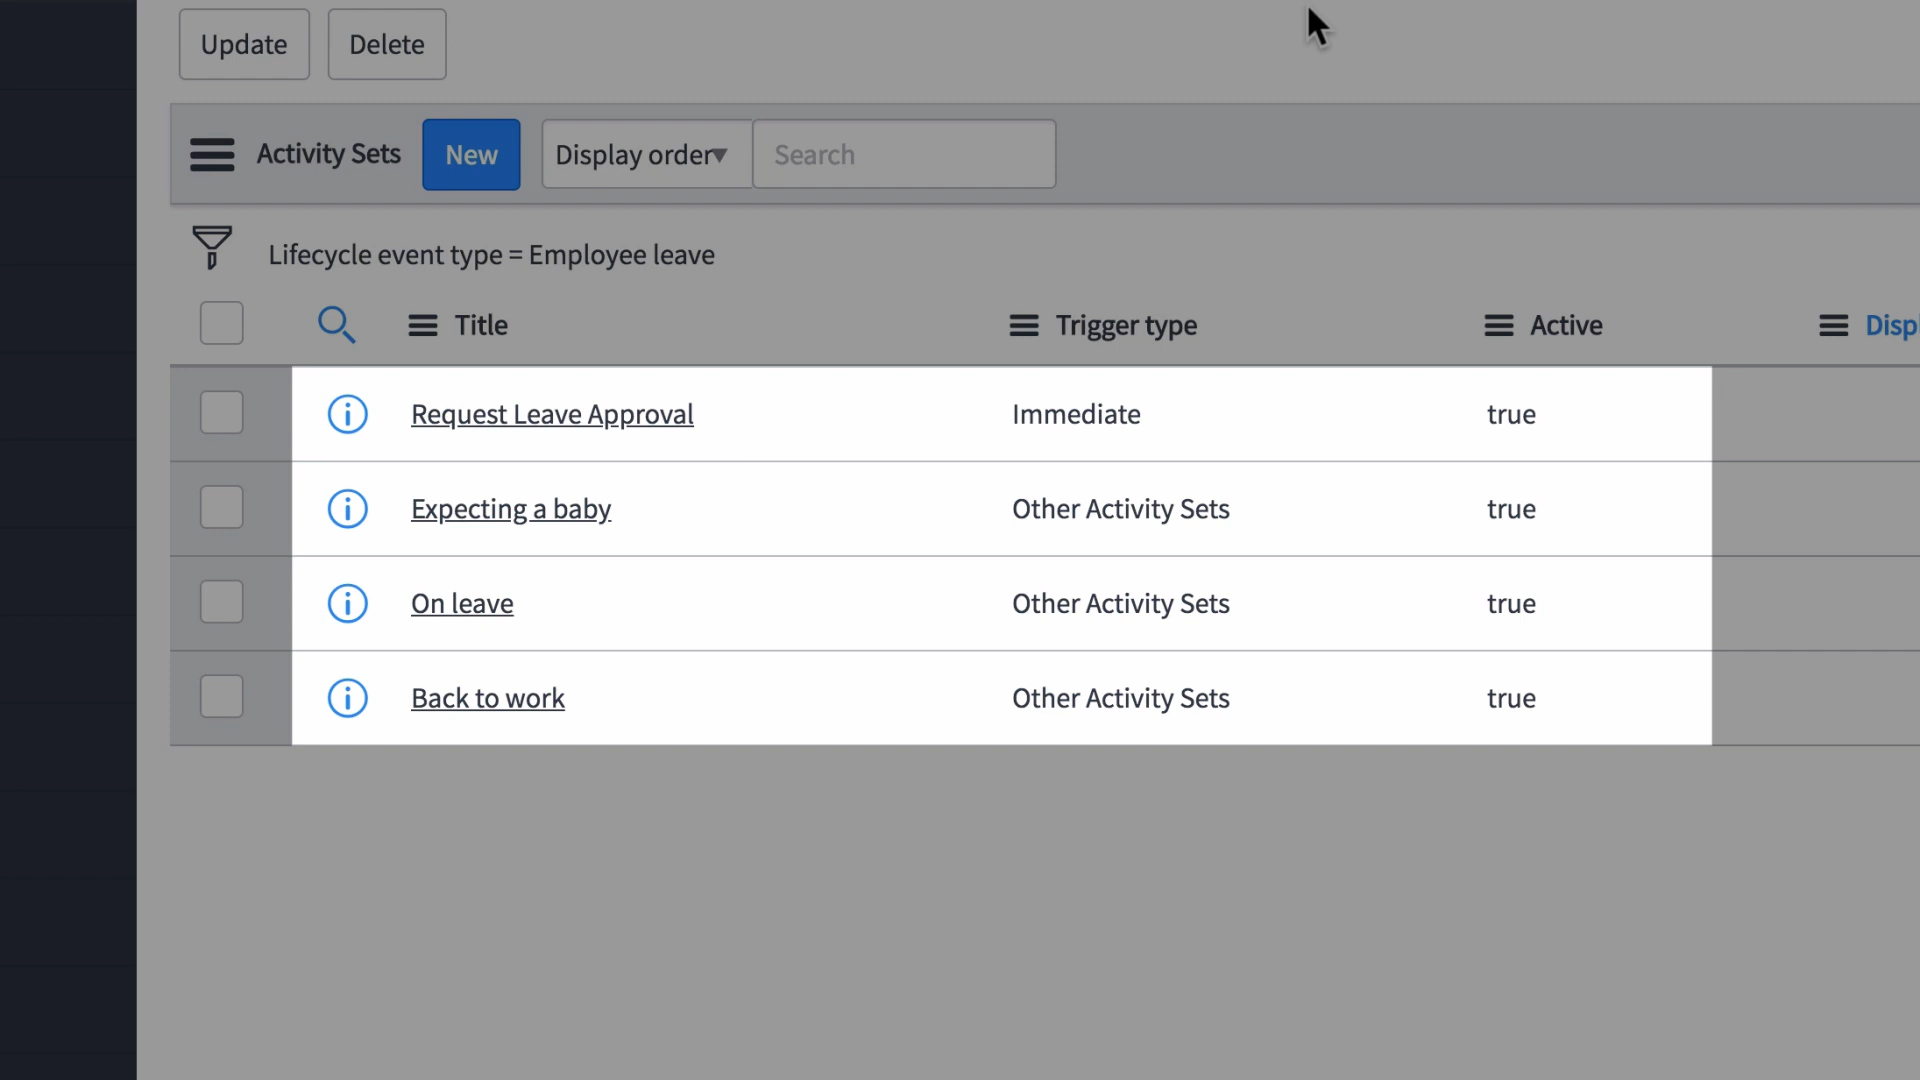 Update Delete
Activity Sets New Display order Search
Lifecycle event type = Employee leave
Title Trigger type Active Displ
Request Leave Approval Immediate true
Expecting a baby Other Activity Sets true
On leave Other Activity Sets true
Back to work Other Activity Sets true